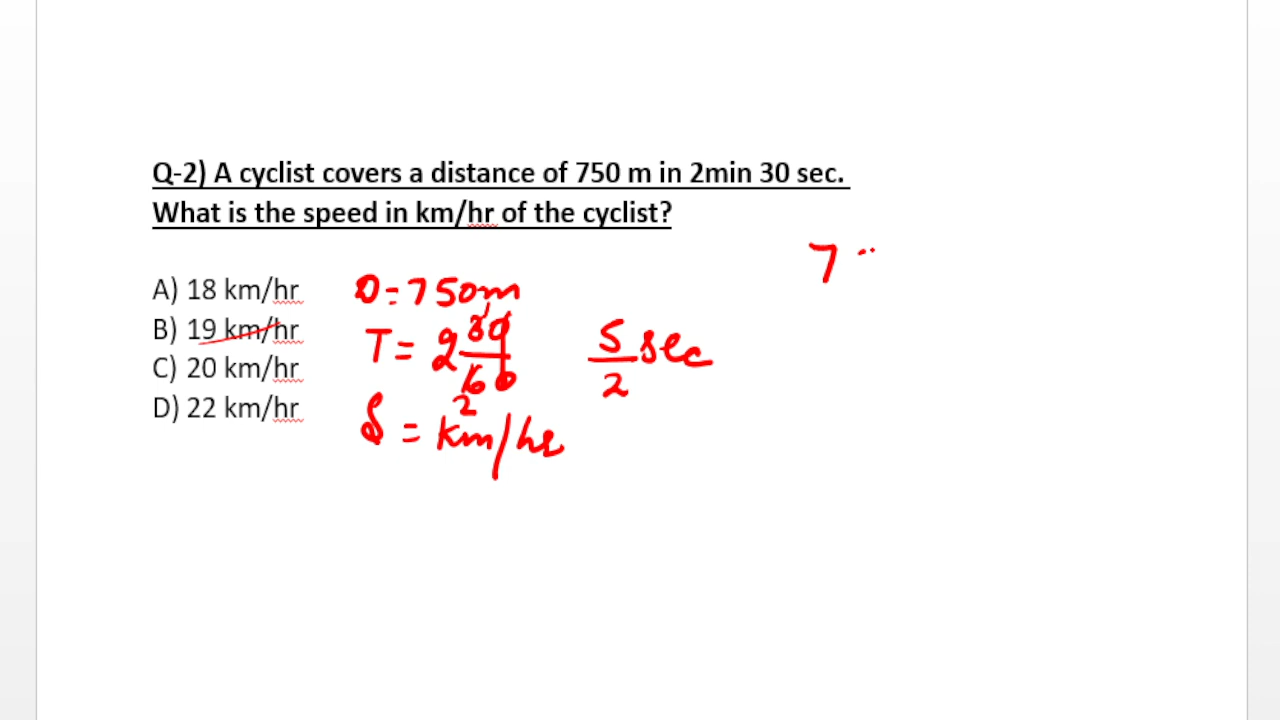 Q-2) A cyclist covers a distance of 750 m in 2min 30 sec.
What is the speed in km/hr of the cyclist?
7
A) 18 km/hr
D=750m
B) 19 km/hr
T= 2 30/60
1
2
5/2 sec
C) 20 km/hr
D) 22 km/hr
S = km/hr